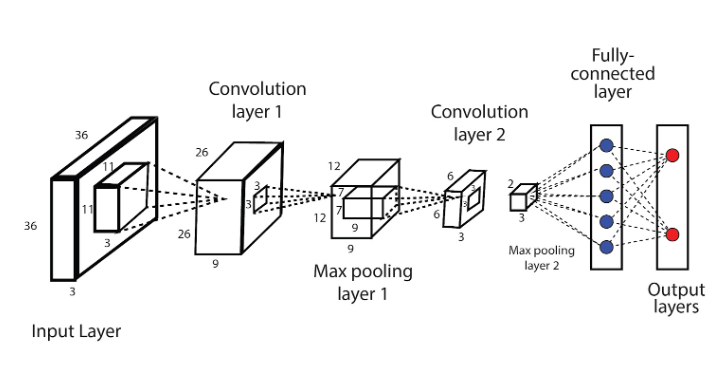 36
11
36
11
3
3
Input Layer
Convolution
layer 1
26
3
3
26
9
12
7
7
12
9
9
Max pooling
layer 1
Convolution
layer 2
6
3
3
6
3
2
3
Max pooling
layer 2
Fully-
connected
layer
Output
layers